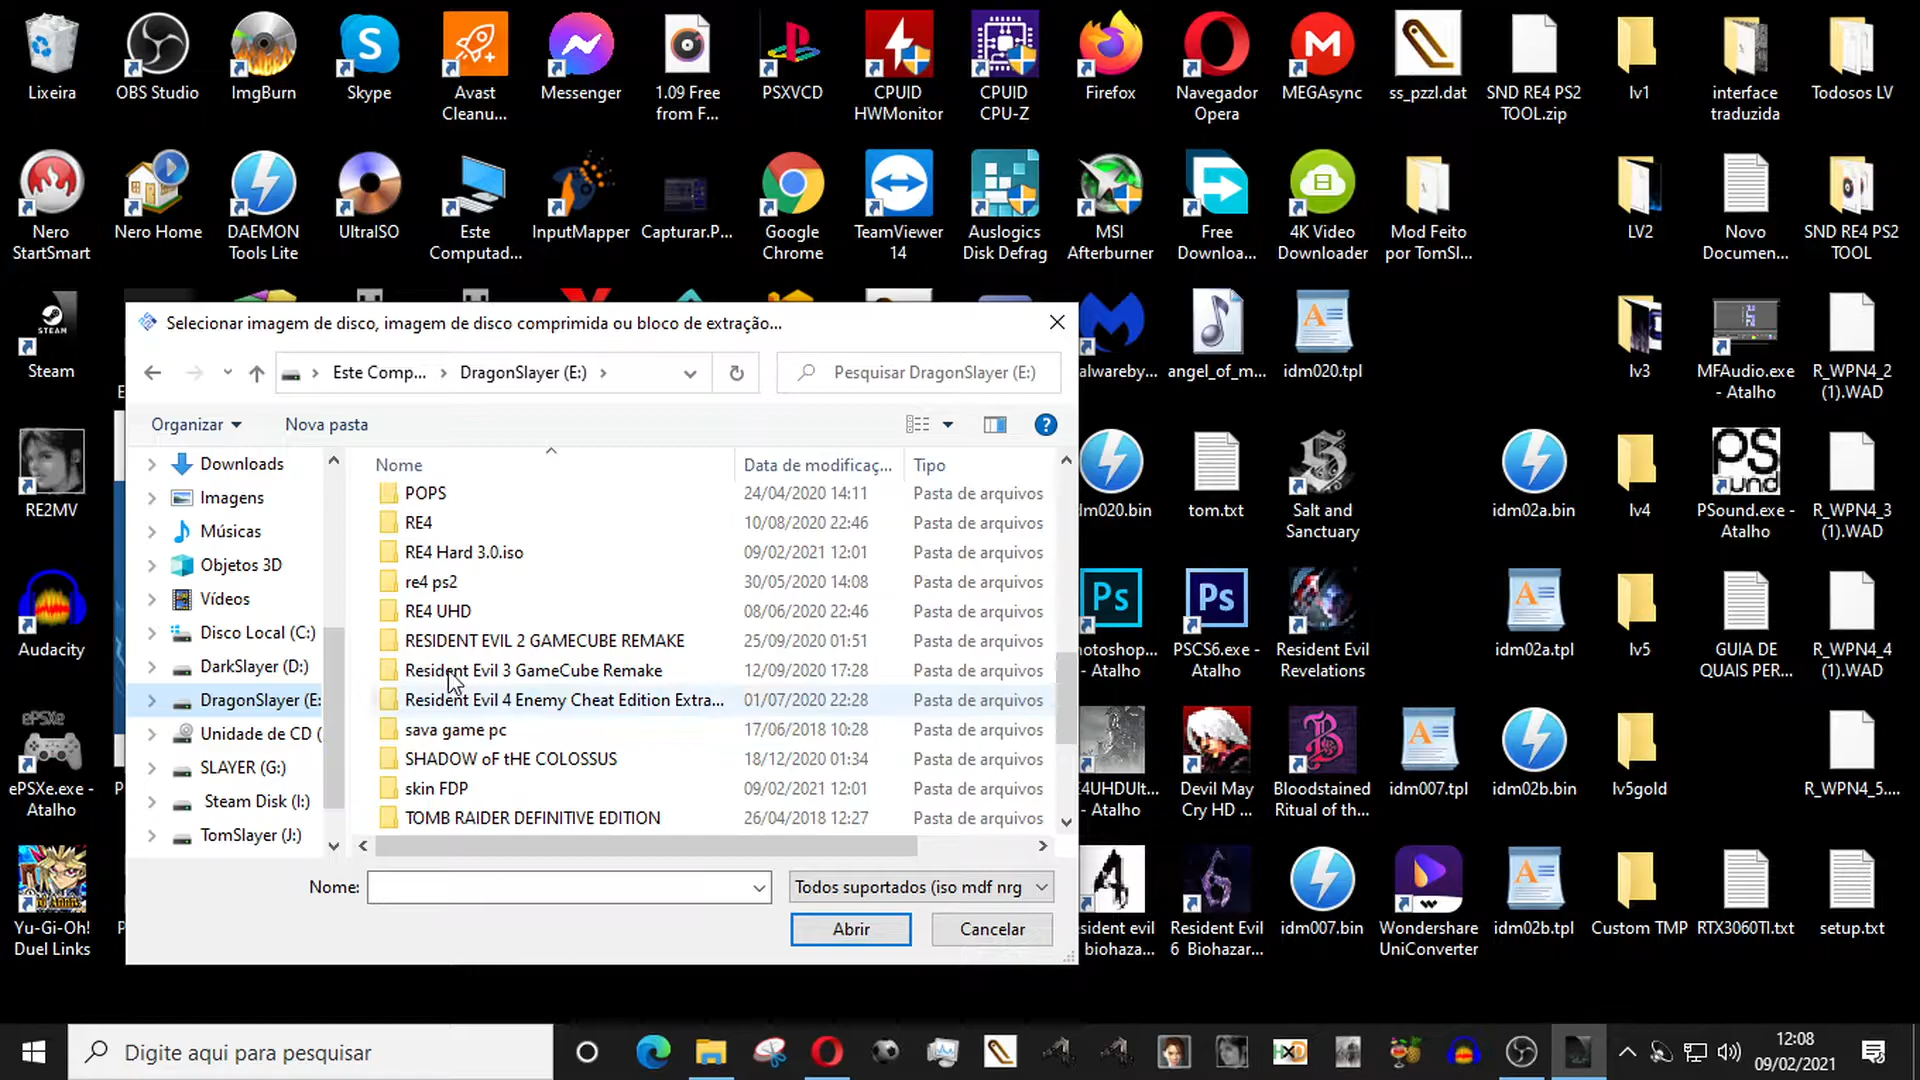 Lixeira
OBS Studio
ImgBurn
Skype
Avast
Cleanu...
Messenger
1.09 Free
from F...
PSXVCD
CPUID
HWMonitor
CPUID
CPU-Z
Firefox
Navegador
Opera
MEGAsync
ss_pzzl.dat
SND RE4 PS2
TOOL.zip
lv1
interface
traduzida
Todosos LV
Nero
StartSmart
Nero Home
DAEMON
Tools Lite
UltraISO
Este
Computad...
InputMapper
Capturar.P...
Google
Chrome
TeamViewer
14
Auslogics
Disk Defrag
MSI
Afterburner
Free
Downloa...
4K Video
Downloader
Mod Feito
por TomSl...
LV2
Novo
Documen...
SND RE4 PS2
TOOL
STEAM
Steam
alwareby...
angel_of_m...
idm020.tpl
lv3
MFAudio.exe
- Atalho
R_WPN4_2
(1).WAD
Selecionar imagem de disco, imagem de disco comprimida ou bloco de extração...
Este Comp...
DragonSlayer (E:)
Pesquisar DragonSlayer (E:)
Organizar
Nova pasta
Downloads
Imagens
Músicas
Objetos 3D
Vídeos
Disco Local (C:)
DarkSlayer (D:)
DragonSlayer (E:
Unidade de CD (
SLAYER (G:)
Steam Disk (I:)
TomSlayer (J:)
Nome
Data de modificaç...
Tipo
POPS 24/04/2020 14:11 Pasta de arquivos
RE4 10/08/2020 22:46 Pasta de arquivos
RE4 Hard 3.0.iso 09/02/2021 12:01 Pasta de arquivos
re4 ps2 30/05/2020 14:08 Pasta de arquivos
RE4 UHD 08/06/2020 22:46 Pasta de arquivos
RESIDENT EVIL 2 GAMECUBE REMAKE 25/09/2020 01:51 Pasta de arquivos
Resident Evil 3 GameCube Remake 12/09/2020 17:28 Pasta de arquivos
Resident Evil 4 Enemy Cheat Edition Extra... 01/07/2020 22:28 Pasta de arquivos
sava game pc 17/06/2018 10:28 Pasta de arquivos
SHADOW oF tHE COLOSSUS 18/12/2020 01:34 Pasta de arquivos
skin FDP 09/02/2021 12:01 Pasta de arquivos
TOMB RAIDER DEFINITIVE EDITION 26/04/2018 12:27 Pasta de arquivos
Nome:
Todos suportados (iso mdf nrg
Abrir
Cancelar
RE2MV
dm020.bin
tom.txt
Salt and
Sanctuary
idm02a.bin
lv4
PSound
PSound.exe -
Atalho
R_WPN4_3
(1).WAD
Audacity
Ps
hotoshop...
- Atalho
Ps
PSCS6.exe -
Atalho
Resident Evil
Revelations
idm02a.tpl
lv5
GUIA DE
QUAIS PER...
R_WPN4_4
(1).WAD
ePSXe
ePSXe.exe -
Atalho
E4UHDUlt...
- Atalho
Devil May
Cry HD ...
Bloodstained
Ritual of th...
idm007.tpl
idm02b.bin
lv5gold
R_WPN4_5....
Yu-Gi-Oh!
Duel Links
sident evil
biohaza...
Resident Evil
6 Biohazar...
idm007.bin
Wondershare
UniConverter
idm02b.tpl
Custom TMP
RTX3060TI.txt
setup.txt
Digite aqui para pesquisar
12:08
09/02/2021